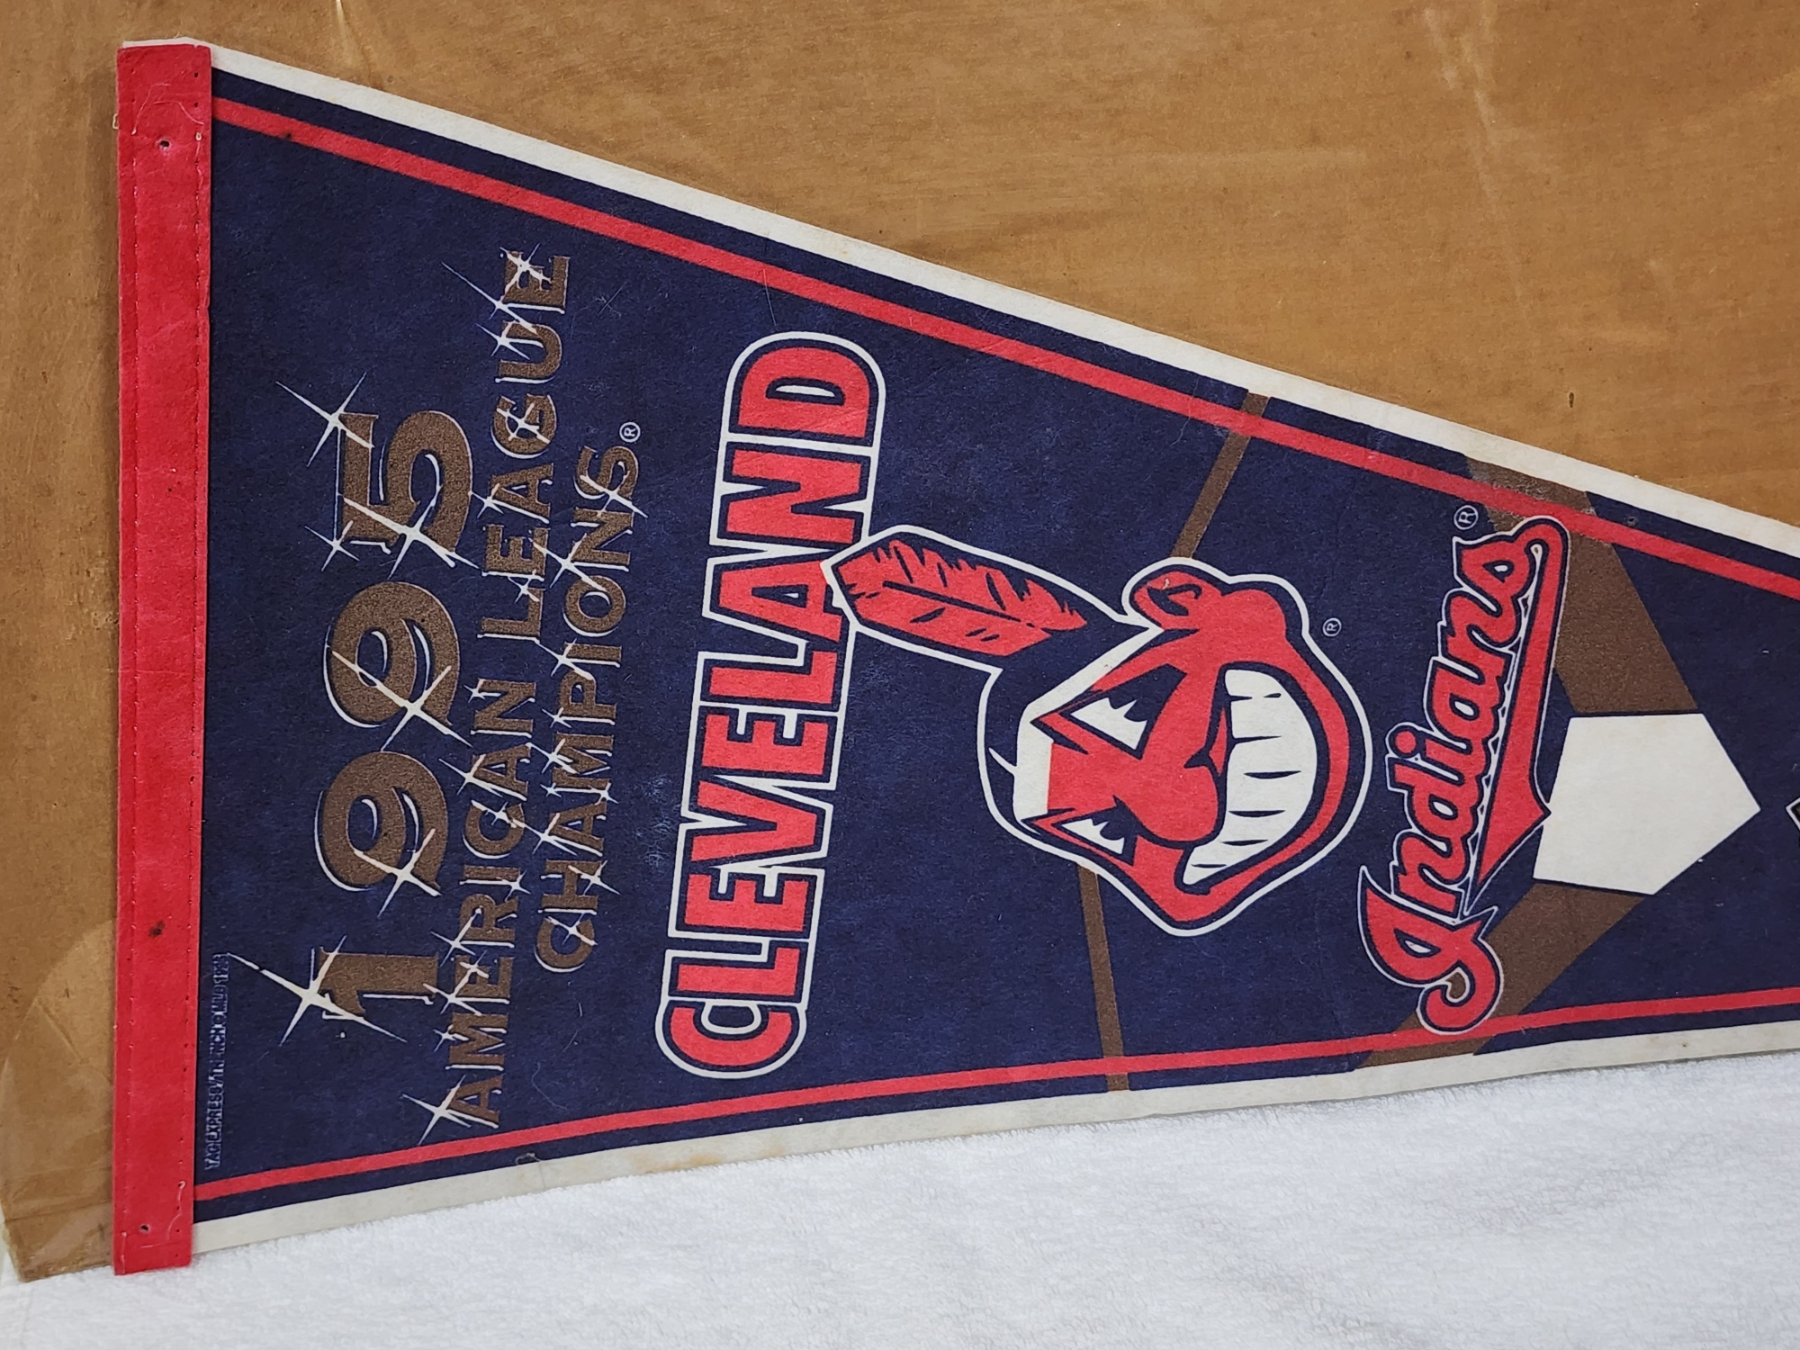 1995
AMERICAN LEAGUE
CHAMPIONS®
CLEVELAND
®
Indians®